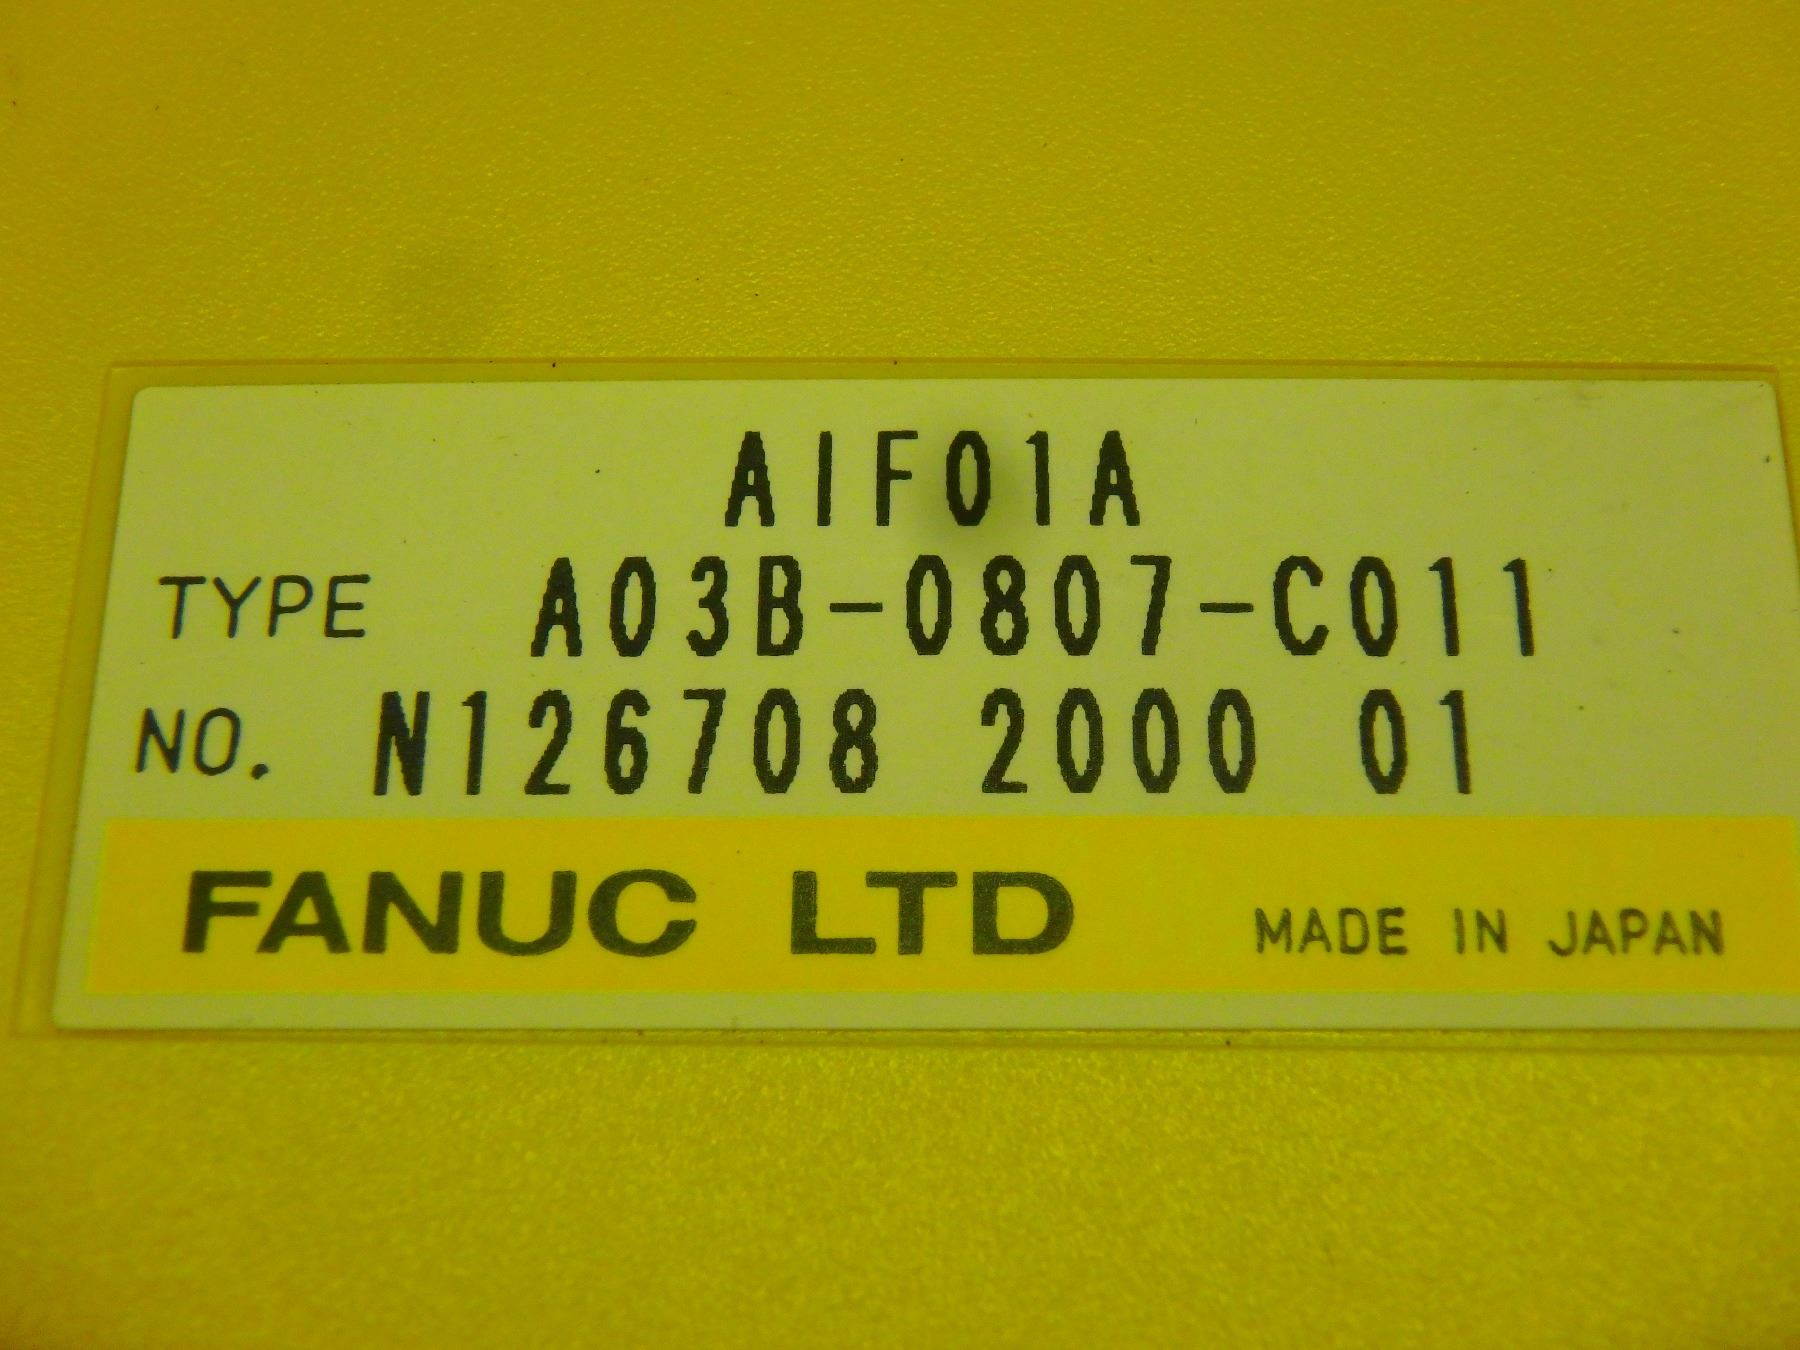 AIF01A
TYPE A03B-0807-C011
NO. N126708 2000 01
FANUC LTD MADE IN JAPAN